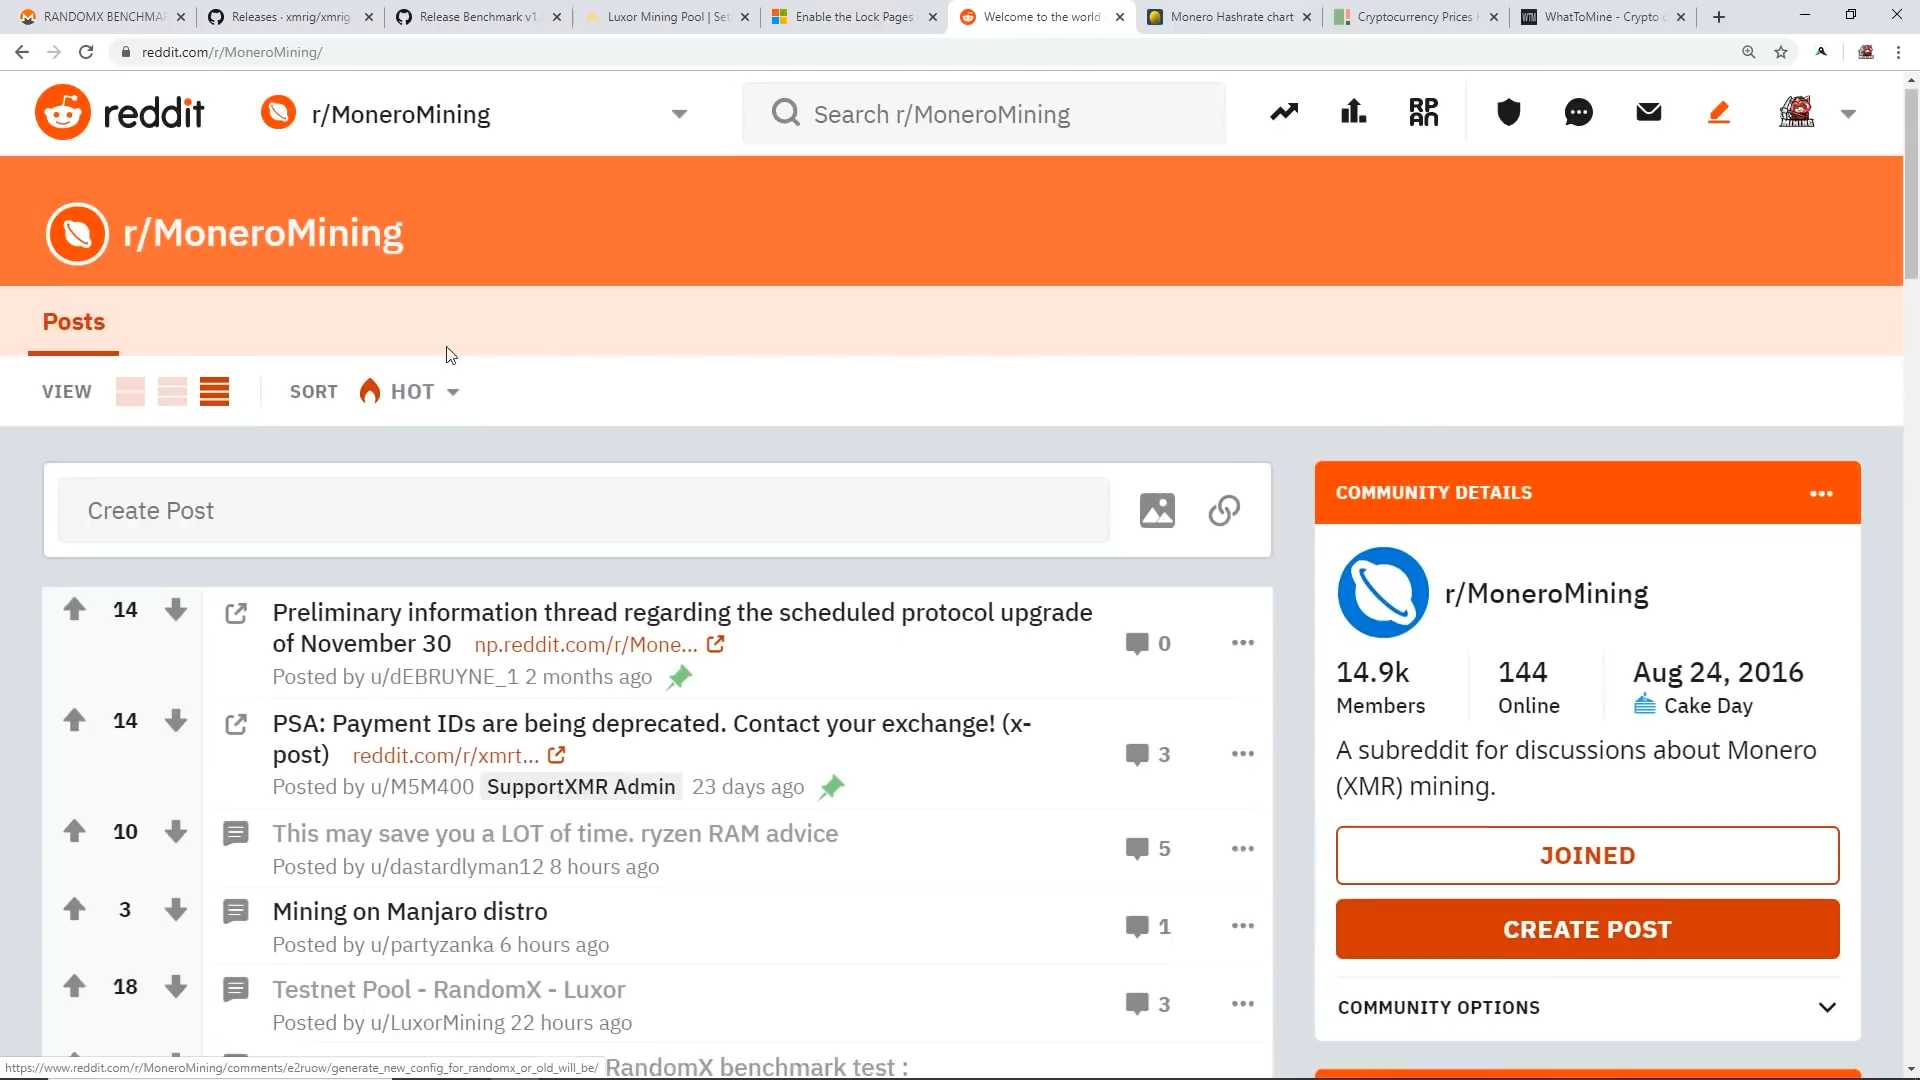 RANDOMX BENCHMAR
Releases · xmrig/xmrig
Release Benchmark v1
Luxor Mining Pool | Set
Enable the Lock Pages
Welcome to the world
Monero Hashrate chart
Cryptocurrency Prices
WTM
WhatToMine - Crypto
reddit.com/r/MoneroMining/
reddit
r/MoneroMining
Search r/MoneroMining
RP
AN
MINING
r/MoneroMining
Posts
VIEW
SORT
HOT
Create Post
14
Preliminary information thread regarding the scheduled protocol upgrade
of November 30 np.reddit.com/r/Mone...
0
Posted by u/dEBRUYNE_1 2 months ago
14
PSA: Payment IDs are being deprecated. Contact your exchange! (x-
post) reddit.com/r/xmrt...
3
Posted by u/M5M400 SupportXMR Admin 23 days ago
10
This may save you a LOT of time. ryzen RAM advice
5
Posted by u/dastardlyman12 8 hours ago
3
Mining on Manjaro distro
1
Posted by u/partyzanka 6 hours ago
18
Testnet Pool - RandomX - Luxor
3
Posted by u/LuxorMining 22 hours ago
RandomX benchmark test :
COMMUNITY DETAILS
r/MoneroMining
14.9k
Members
144
Online
Aug 24, 2016
Cake Day
A subreddit for discussions about Monero
(XMR) mining.
JOINED
CREATE POST
COMMUNITY OPTIONS
https://www.reddit.com/r/MoneroMining/comments/e2ruow/generate_new_config_for_randomx_or_old_will_be/